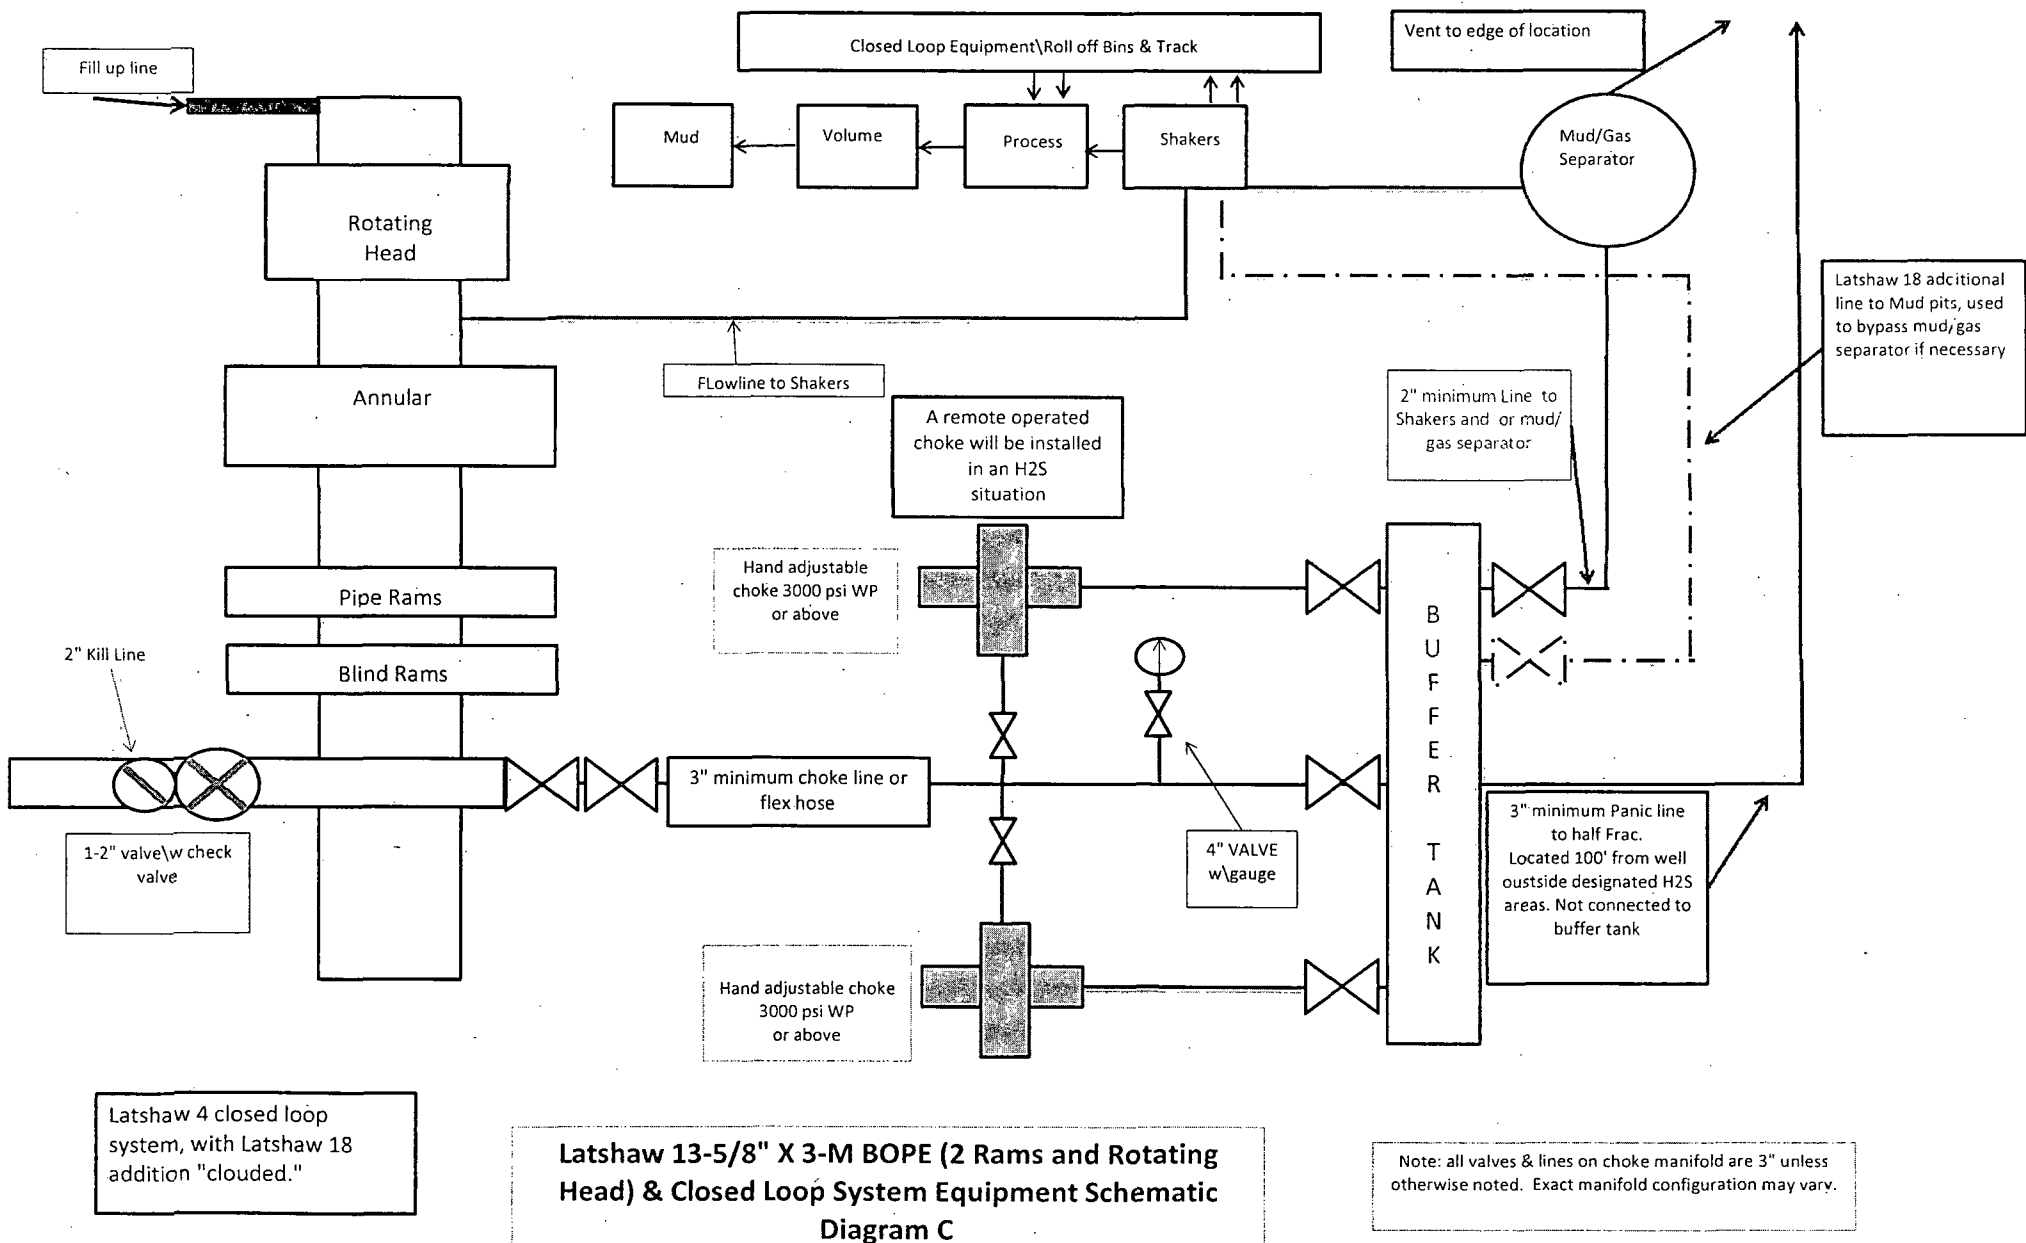 Fill up line
Closed Loop Equipment\Roll off Bins & Track
Vent to edge of location
Mud
Volume
Process
Shakers
Mud/Gas
Separator
Rotating
Head
Latshaw 18 adcitional
line to Mud pits, used
to bypass mud/gas
separator if necessary
FLowline to Shakers
Annular
2" minimum Line to
Shakers and or mud/
gas separator
A remote operated
choke will be installed
in an H2S
situation
Hand adjustable
choke 3000 psi WP
or above
Pipe Rams
2" Kill Line
Blind Rams
BUFFER TANK
3" minimum choke line or
flex hose
1-2" valve\w check
valve
4" VALVE
w\gauge
3" minimum Panic line
to half Frac.
Located 100' from well
oustside designated H2S
areas. Not connected to
buffer tank
Hand adjustable choke
3000 psi WP
or above
Latshaw 4 closed loop
system, with Latshaw 18
addition "clouded."
Latshaw 13-5/8" X 3-M BOPE (2 Rams and Rotating
Head) & Closed Loop System Equipment Schematic
Diagram C
Note: all valves & lines on choke manifold are 3" unless
otherwise noted. Exact manifold configuration may vary.